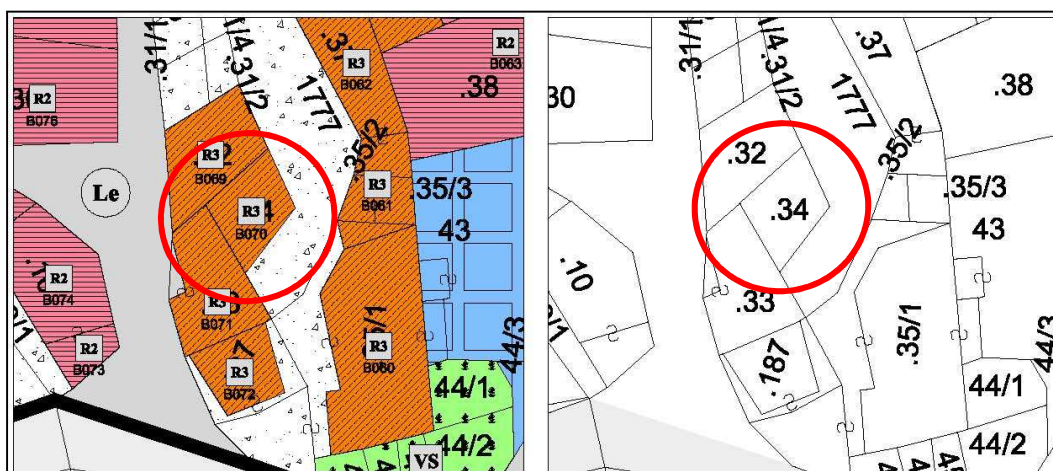 .31/1
1/4
.31/2
1777
R3
B062
R2
B063
.38
R2
B076
R3
B069
.35/2
Le
R3
B061
.35/3
R3
B070
43
R2
B074
R3
B071
R3
B060
44/3
R2
B073
R3
B072
44/1
44/2
VS
.31/1
1/4
.31/2
1777
.37
.38
30
.32
.35/2
.35/3
.34
43
.10
.33
.35/1
44/3
.187
44/1
44/2